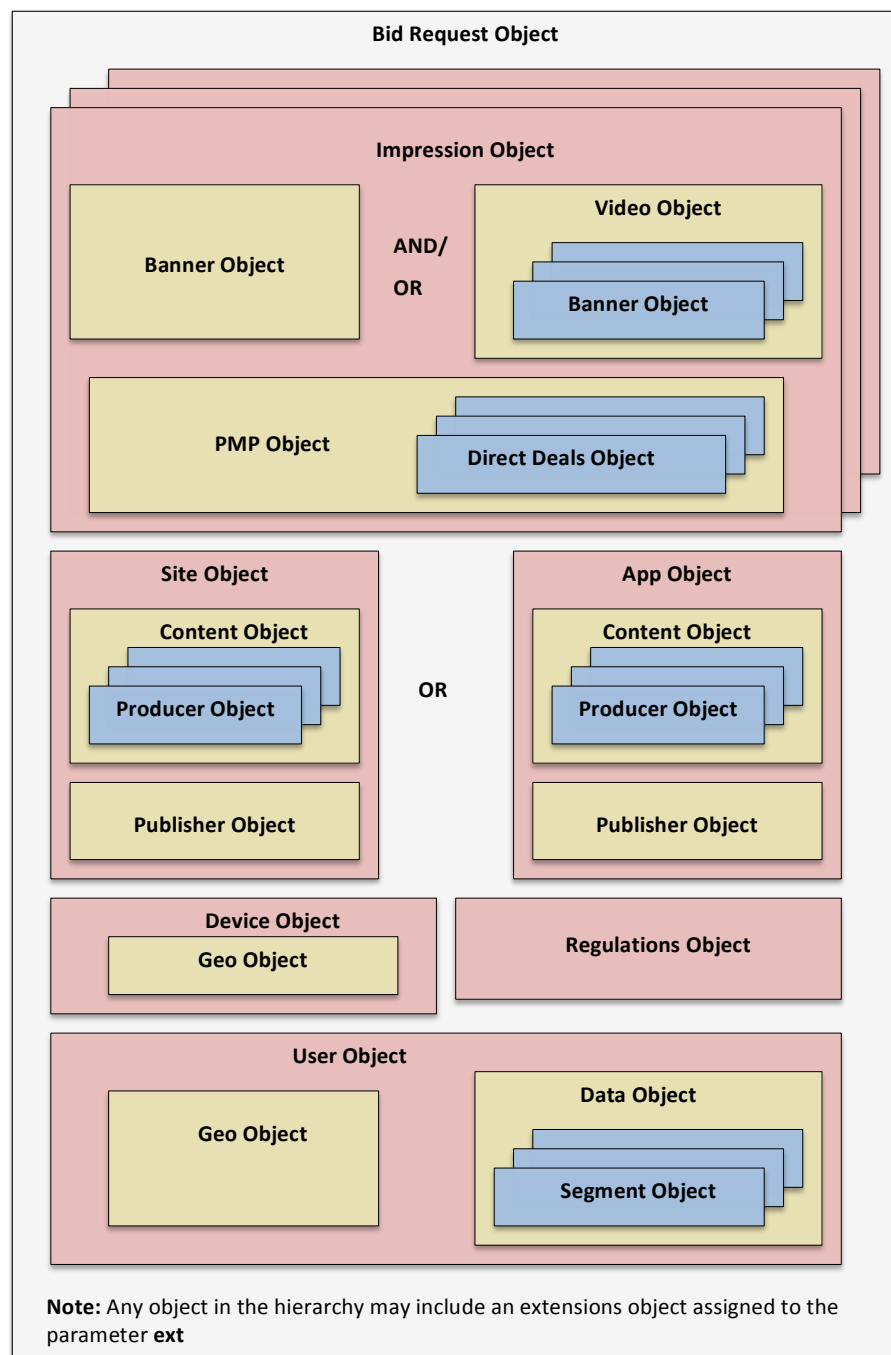 Bid Request Object
Impression Object
Banner Object
AND/
OR
Video Object
Banner Object
PMP Object
Direct Deals Object
Site Object
Content Object
Producer Object
Publisher Object
OR
App Object
Content Object
Producer Object
Publisher Object
Device Object
Geo Object
Regulations Object
User Object
Geo Object
Data Object
Segment Object
Note: Any object in the hierarchy may include an extensions object assigned to the
parameter ext